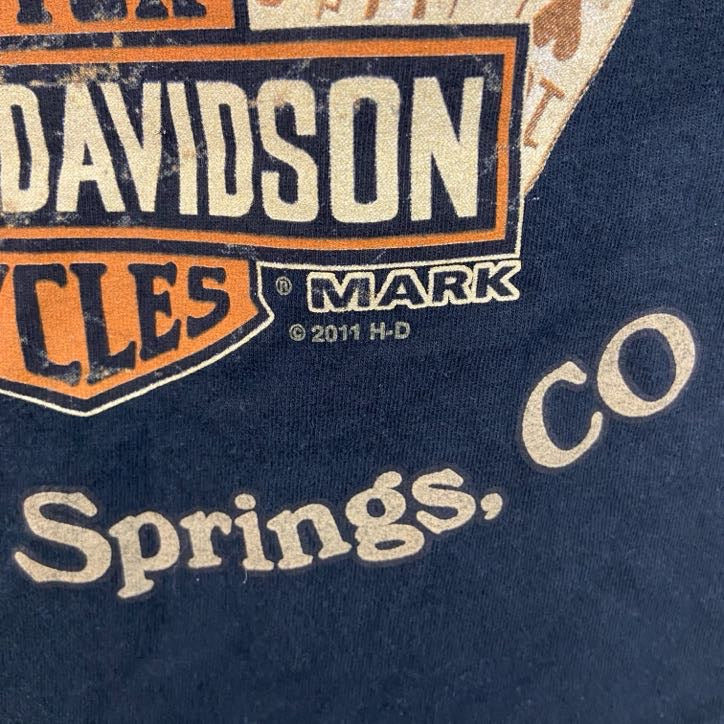 DAVIDSON
CLES
® MARK
© 2011 H-D
Springs, CO